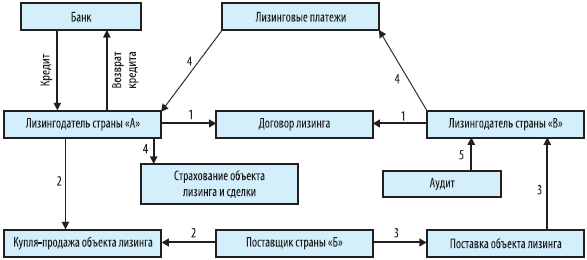 Банк
Лизинговые платежи
Кредит
Возврат
кредита
4
4
Лизингодатель страны «А»
1
Договор лизинга
1
Лизингодатель страны «В»
2
4
Страхование объекта
лизинга и сделки
5
Аудит
3
Купля-продажа объекта лизинга
2
Поставщик страны «Б»
3
Поставка объекта лизинга